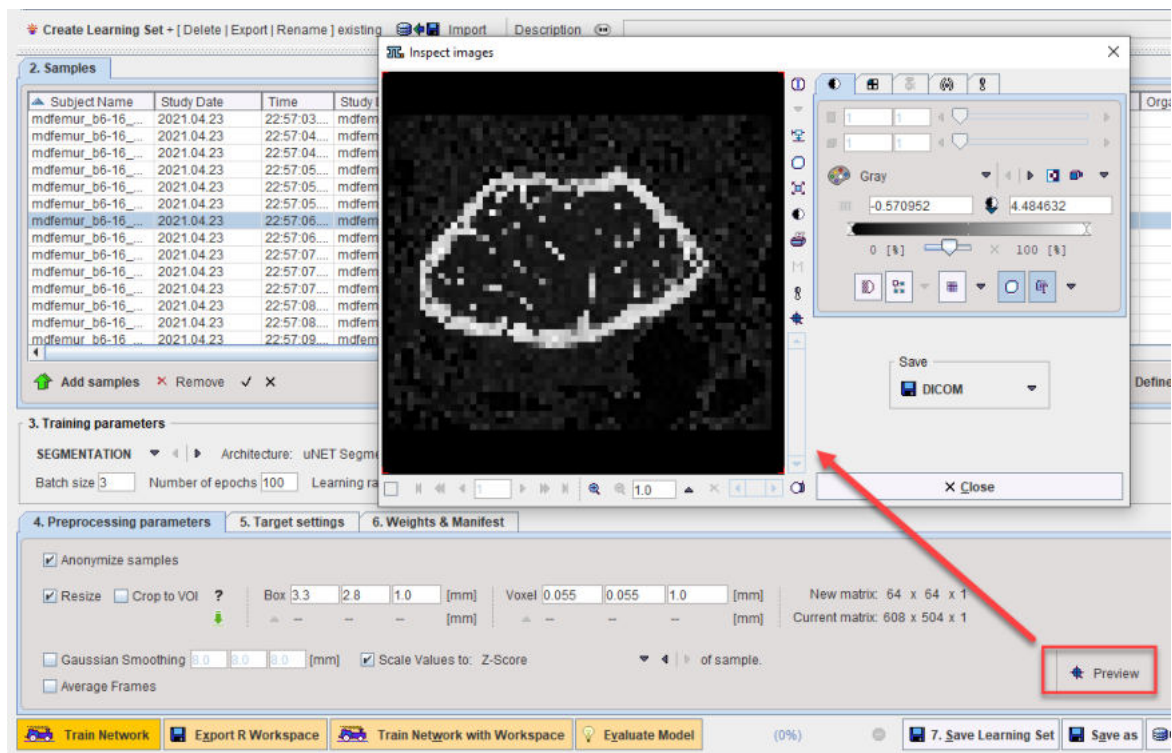 Create Learning Set + [ Delete | Export | Rename ] existing Import Description
Inspect images
2. Samples
Subject Name Study Date Time Study
mdfemur_b6-16_... 2021.04.23 22:57:03.... mdfem
mdfemur_b6-16_... 2021.04.23 22:57:04.... mdfem
mdfemur_b6-16_... 2021.04.23 22:57:04.... mdfem
mdfemur_b6-16_... 2021.04.23 22:57:05.... mdfem
mdfemur_b6-16_... 2021.04.23 22:57:05.... mdfem
mdfemur_b6-16_... 2021.04.23 22:57:05.... mdfem
mdfemur_b6-16_... 2021.04.23 22:57:06.... mdfem
mdfemur_b6-16_... 2021.04.23 22:57:06.... mdfem
mdfemur_b6-16_... 2021.04.23 22:57:07.... mdfem
mdfemur_b6-16_... 2021.04.23 22:57:07.... mdfem
mdfemur_b6-16_... 2021.04.23 22:57:07.... mdfem
mdfemur_b6-16_... 2021.04.23 22:57:08.... mdfem
mdfemur_b6-16_... 2021.04.23 22:57:08.... mdfem
mdfemur_b6-16_... 2021.04.23 22:57:09.... mdfem
1 1
1 1
Gray
-0.570952 4.484632
0 [%] 100 [%]
Save
DICOM
1 1.0
Close
Orga
Add samples Remove
Define
3. Training parameters
SEGMENTATION Architecture: uNET Segme
Batch size 3 Number of epochs 100 Learning ra
4. Preprocessing parameters 5. Target settings 6. Weights & Manifest
Anonymize samples
Resize Crop to VOI ? Box 3.3 2.8 1.0 [mm] Voxel 0.055 0.055 1.0 [mm] New matrix: 64 x 64 x 1
-- -- -- [mm] -- -- -- [mm] Current matrix: 608 x 504 x 1
Gaussian Smoothing 8.0 8.0 8.0 [mm] Scale Values to: Z-Score of sample.
Preview
Average Frames
Train Network Export R Workspace Train Network with Workspace Evaluate Model (0%) 7. Save Learning Set Save as